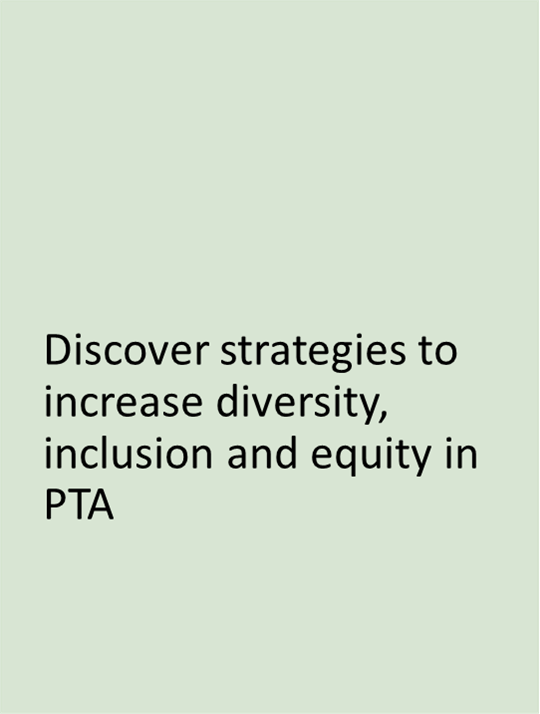 Discover strategies to
increase diversity,
inclusion and equity in
PTA